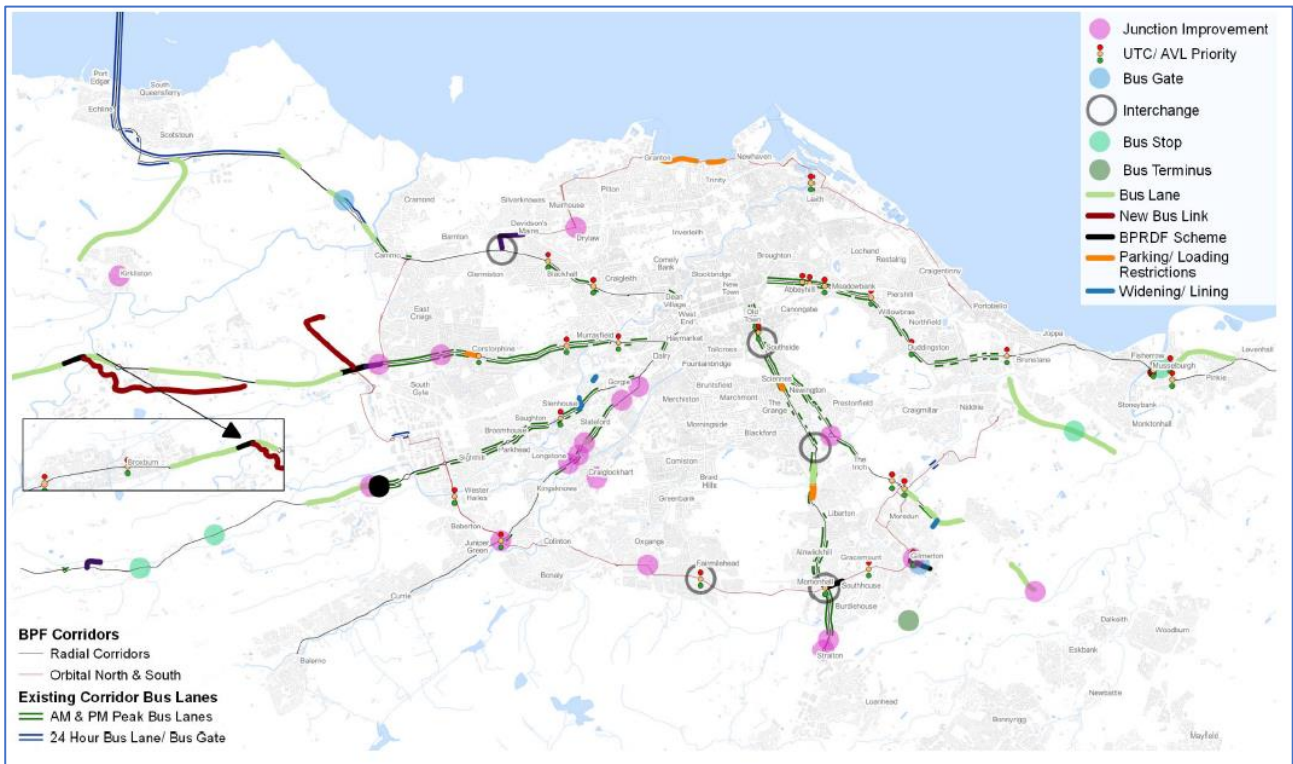 Junction Improvement
UTC/ AVL Priority
Bus Gate
Interchange
Bus Stop
Bus Terminus
Bus Lane
New Bus Link
BPRDF Scheme
Parking/ Loading
Restrictions
Widening/ Lining
Port
Edgar
South
Queensferry
Echline
Scotstoun
Kirkliston
Cramond
Silverknowes
Muirhouse
Pilton
Granton
Newhaven
Trinity
Leith
Davidson's
Mains
Drylaw
Barnton
Inverleith
Cammo
Clermiston
Blackhall
Craigleith
Comely
Bank
Stockbridge
Broughton
Lochend
Restalrig
Craigentinny
Portobello
Dean
Village
New
Town
Abbeyhill
Meadowbank
Piershill
Willowbrae
Northfield
Joppa
East
Craigs
West
End
Old
Town
Canongate
Murrayfield
Haymarket
Corstorphine
Dalry
Tollcross
Southside
Duddingston
Brunstane
Fisherrow
Musselburgh
Levenhall
Pinkie
Fountainbridge
South
Gyle
Gorgie
Merchiston
Bruntsfield
Marchmont
Sciennes
Newington
Prestonfield
Craigmillar
Niddrie
Stoneybank
Monktonhall
Stenhouse
Slateford
The
Grange
Saughton
Broomhouse
Parkhead
Morningside
Blackford
Sighthill
Longstone
Craiglockhart
Comiston
The Inch
Braid
Hills
Greenbank
Broxburn
Wester
Hailes
Kingsknowe
Liberton
Moredun
Baberton
Juniper
Green
Colinton
Oxgangs
Alnwickhill
Gracemount
Gilmerton
Fairmilehead
Bonaly
Mortonhall
Southhouse
Burdiehouse
Currie
Balerno
Straiton
Dalkeith
Woodburn
Eskbank
Newbattle
Loanhead
Bonnyrigg
Mayfield
BPF Corridors
Radial Corridors
Orbital North & South
Existing Corridor Bus Lanes
AM & PM Peak Bus Lanes
24 Hour Bus Lane/ Bus Gate